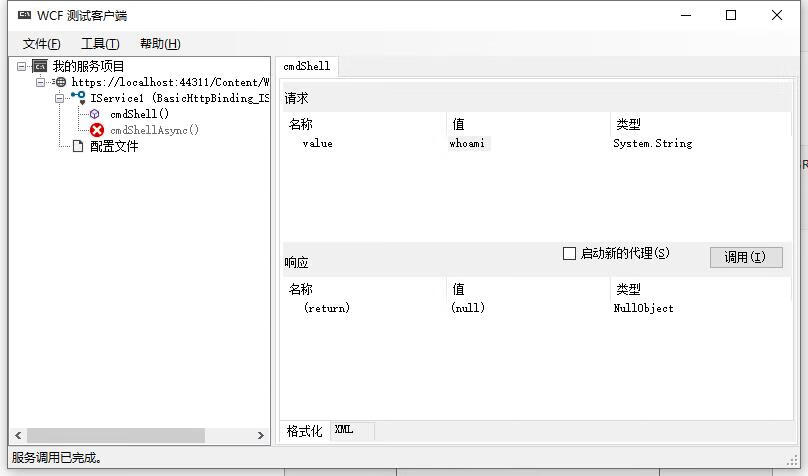 WCF 测试客户端
文件(F) 工具(T) 帮助(H)
我的服务项目
https://localhost:44311/Content/W
IService1 (BasicHttpBinding_IS
cmdShell()
cmdShellAsync()
配置文件
cmdShell
请求
名称 值 类型
value whoami System.String
响应
启动新的代理(S) 调用(I)
名称 值 类型
(return) (null) NullObject
格式化 XML
服务调用已完成。
R